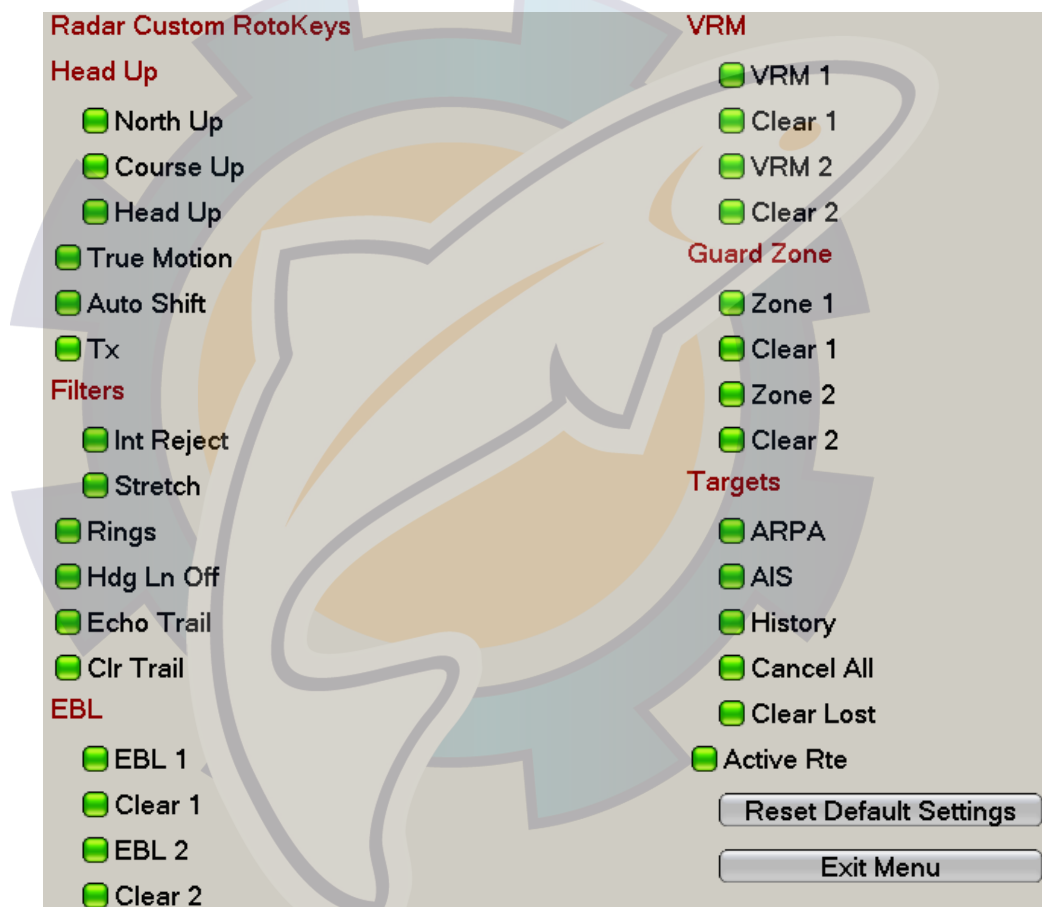 Radar Custom RotoKeys
Head Up
North Up
Course Up
Head Up
True Motion
Auto Shift
Tx
Filters
Int Reject
Stretch
Rings
Hdg Ln Off
Echo Trail
Clr Trail
EBL
EBL 1
Clear 1
EBL 2
Clear 2
VRM
VRM 1
Clear 1
VRM 2
Clear 2
Guard Zone
Zone 1
Clear 1
Zone 2
Clear 2
Targets
ARPA
AIS
History
Cancel All
Clear Lost
Active Rte
Reset Default Settings
Exit Menu